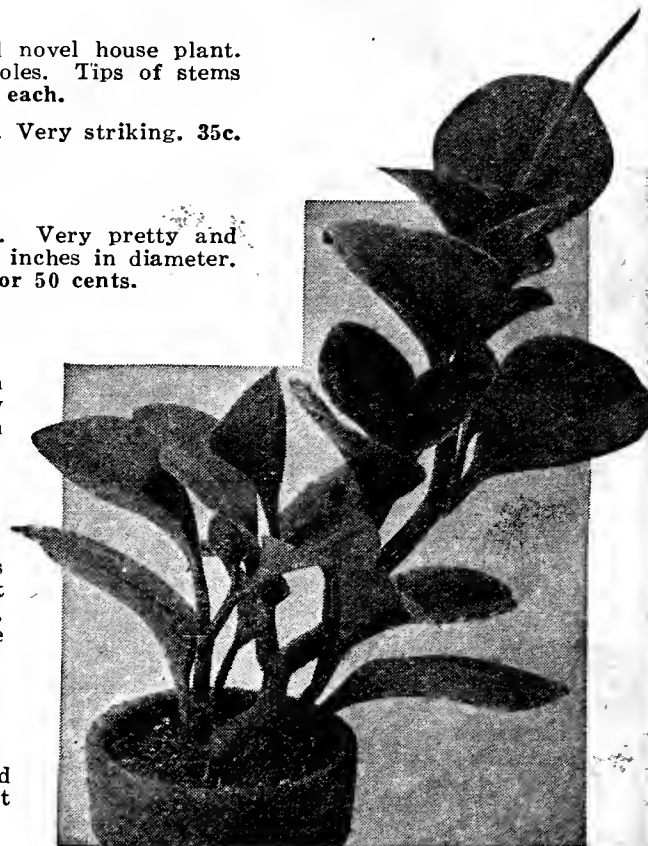 novel house plant.
oles. Tips of stems
each.
Very striking. 35c.
Very pretty and
inches in diameter.
or 50 cents.
s
t
e
d
t